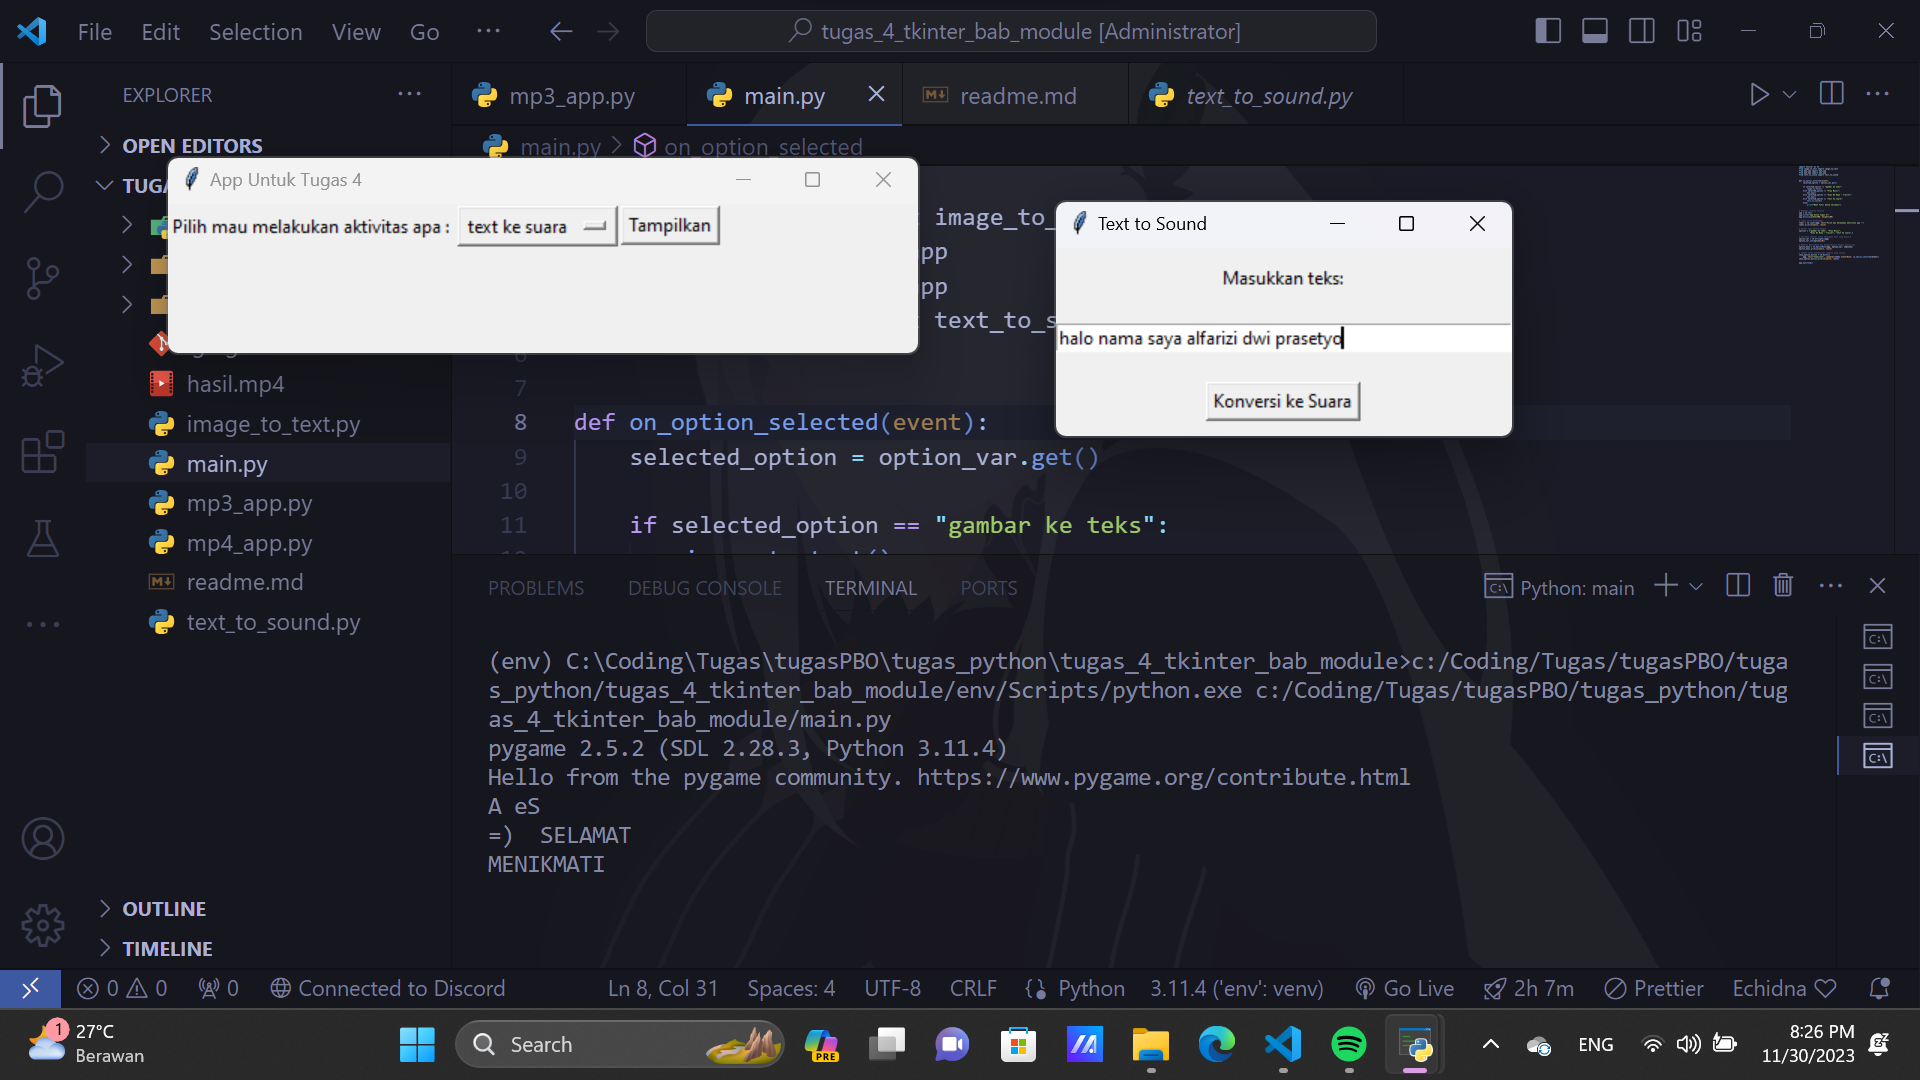 File Edit Selection View Go ··· tugas_4_tkinter_bab_module [Administrator]
EXPLORER ···
mp3_app.py main.py readme.md text_to_sound.py
OPEN EDITORS
main.py > on_option_selected
App Untuk Tugas 4
Pilih mau melakukan aktivitas apa : text ke suara Tampilkan
image_to_
pp
pp
text_to_s
Text to Sound
Masukkan teks:
halo nama saya alfarizi dwi prasetyo
Konversi ke Suara
hasil.mp4
image_to_text.py
main.py
mp3_app.py
mp4_app.py
readme.md
text_to_sound.py
7
8 def on_option_selected(event):
9 selected_option = option_var.get()
10
11 if selected_option == "gambar ke teks":
PROBLEMS DEBUG CONSOLE TERMINAL PORTS Python: main
(env) C:\Coding\Tugas\tugasPBO\tugas_python\tugas_4_tkinter_bab_module>c:/Coding/Tugas/tugasPBO/tuga
s_python/tugas_4_tkinter_bab_module/env/Scripts/python.exe c:/Coding/Tugas/tugasPBO/tugas_python/tug
as_4_tkinter_bab_module/main.py
pygame 2.5.2 (SDL 2.28.3, Python 3.11.4)
Hello from the pygame community. https://www.pygame.org/contribute.html
A eS
=) SELAMAT
MENIKMATI
OUTLINE
TIMELINE
0 0 0 Connected to Discord Ln 8, Col 31 Spaces: 4 UTF-8 CRLF Python 3.11.4 ('env': venv) Go Live 2h 7m Prettier Echidna
1 27°C
Berawan
Search
PRE
ENG
8:26 PM
11/30/2023